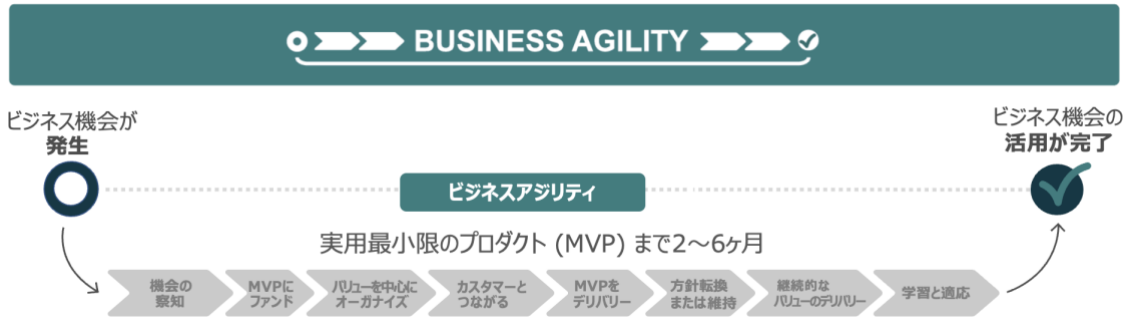 BUSINESS AGILITY
ビジネス機会が
発生
ビジネス機会の
活用が完了
ビジネスアジリティ
実用最小限のプロダクト (MVP) まで2～6ヶ月
機会の
察知
MVPに
ファンド
バリューを中心に
オーガナイズ
カスタマーと
つながる
MVPを
デリバリー
方針転換
または維持
継続的な
バリューのデリバリー
学習と適応